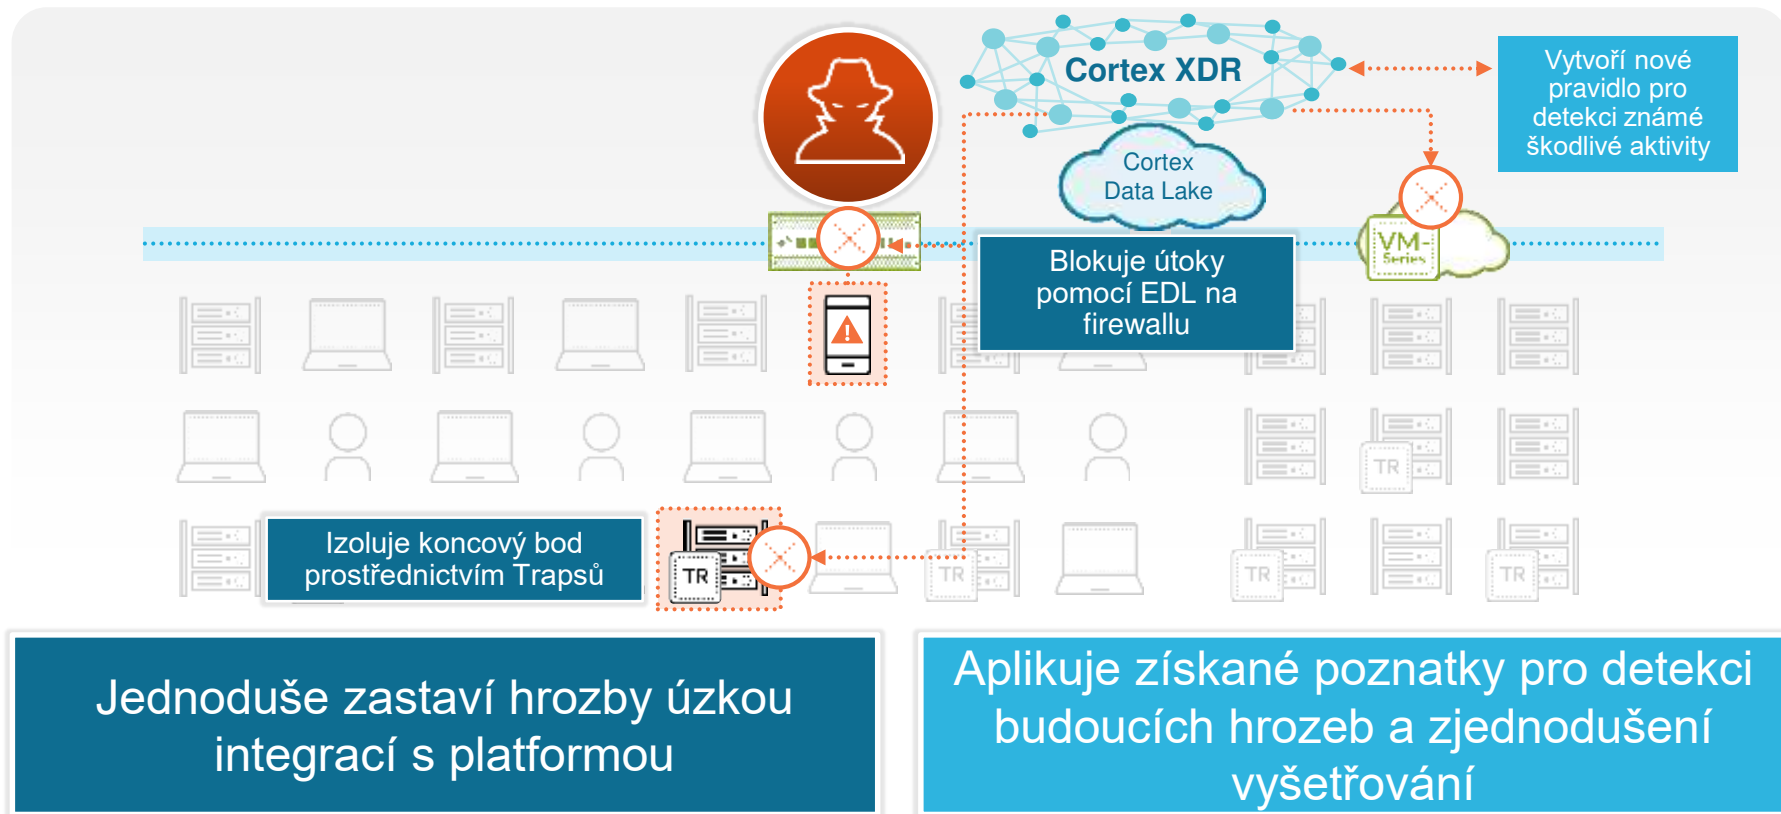 Cortex XDR
Vytvoří nové
pravidlo pro
detekci známé
škodlivé aktivity
Cortex
Data Lake
VM-
Series
Blokuje útoky
pomocí EDL na
firewallu
TR
Izoluje koncový bod
prostřednictvím Trapsů
TR
TR
TR
TR
Jednoduše zastaví hrozby úzkou
integrací s platformou
Aplikuje získané poznatky pro detekci
budoucích hrozeb a zjednodušení
vyšetřování